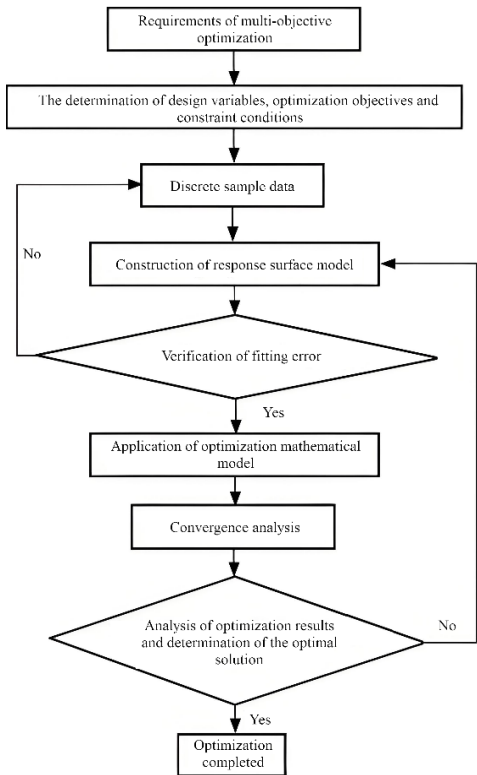 Requirements of multi-objective
optimization
The determination of design variables, optimization objectives and
constraint conditions
Discrete sample data
No
Construction of response surface model
Verification of fitting error
Yes
Application of optimization mathematical
model
Convergence analysis
Analysis of optimization results
and determination of the optimal
solution
No
Yes
Optimization
completed